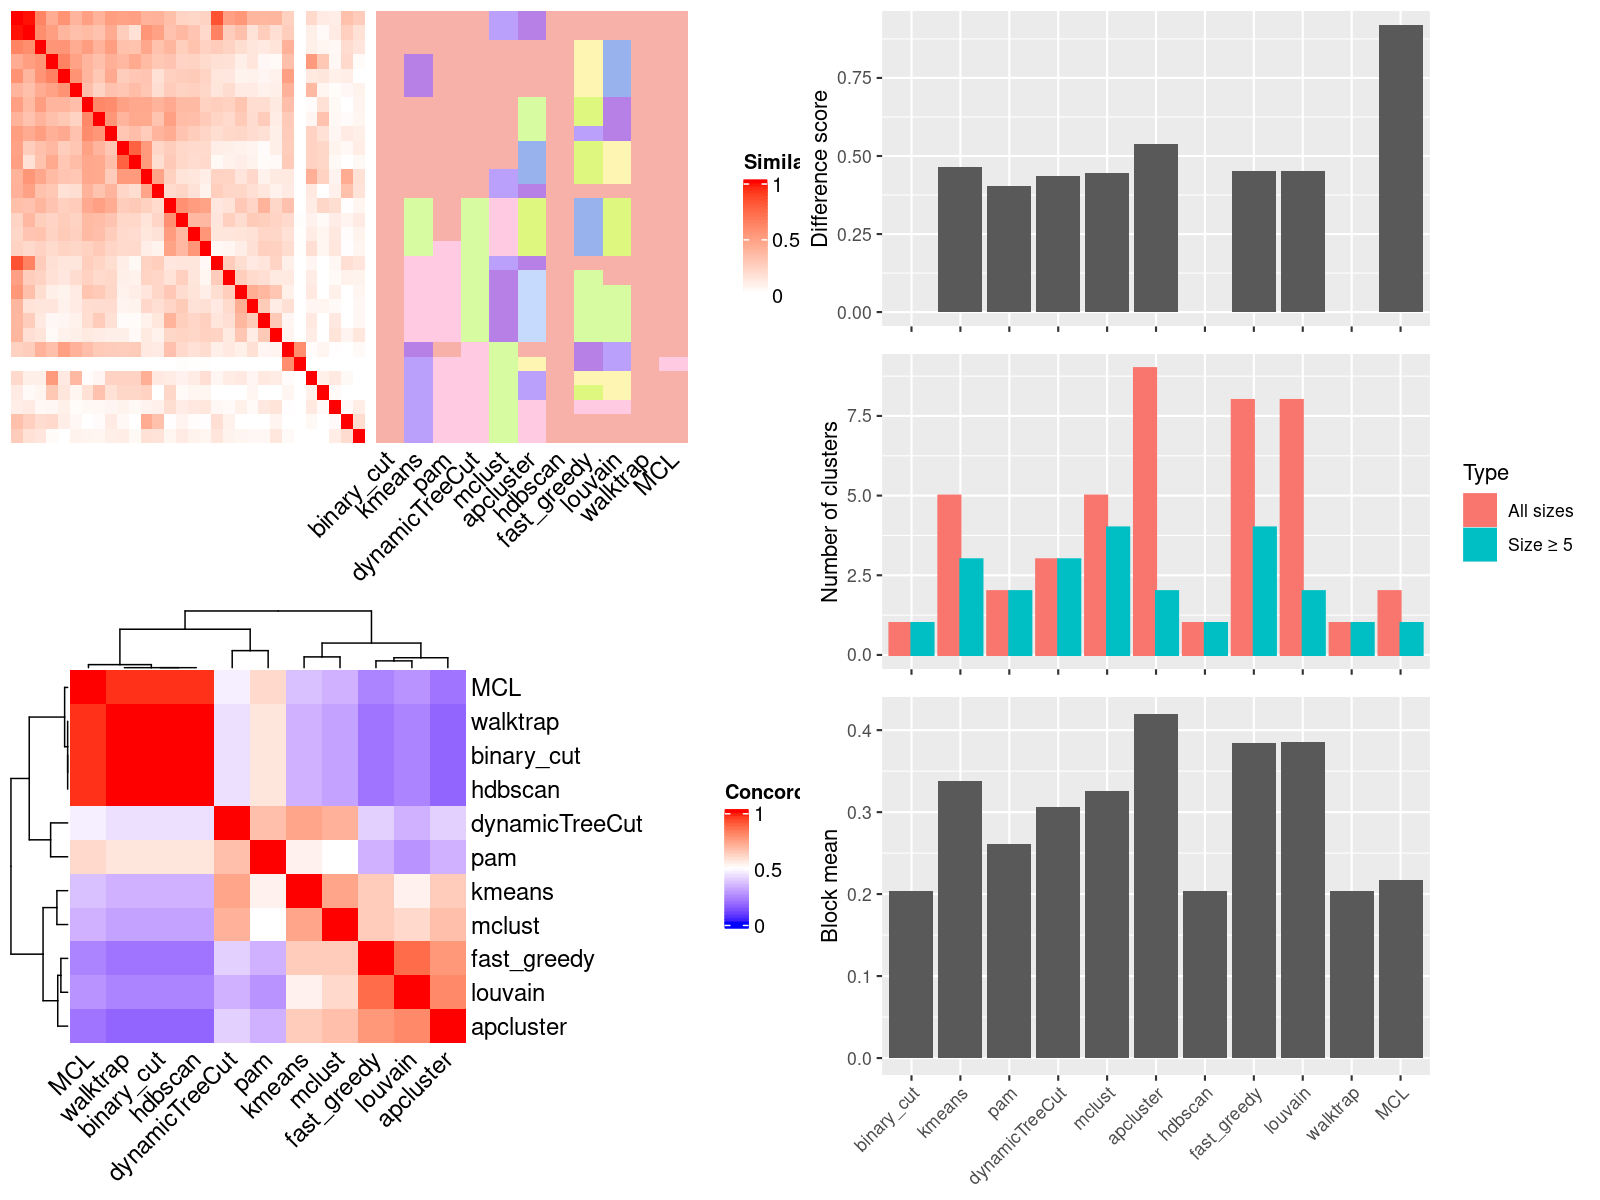 Simila
1
0.5
0
binary_cut
kmeans
pam
dynamicTreeCut
mclust
apcluster
hdbscan
fast_greedy
louvain
walktrap
MCL
MCL
walktrap
binary_cut
hdbscan
dynamicTreeCut
pam
kmeans
mclust
fast_greedy
louvain
apcluster
MCL
walktrap
binary_cut
hdbscan
dynamicTreeCut
pam
kmeans
mclust
fast_greedy
louvain
apcluster
Concord
1
0.5
0
Difference score
0.75
0.50
0.25
0.00
Number of clusters
7.5
5.0
2.5
0.0
Type
All sizes
Size ≥ 5
Block mean
0.4
0.3
0.2
0.1
0.0
binary_cut
kmeans
pam
dynamicTreeCut
mclust
apcluster
hdbscan
fast_greedy
louvain
walktrap
MCL